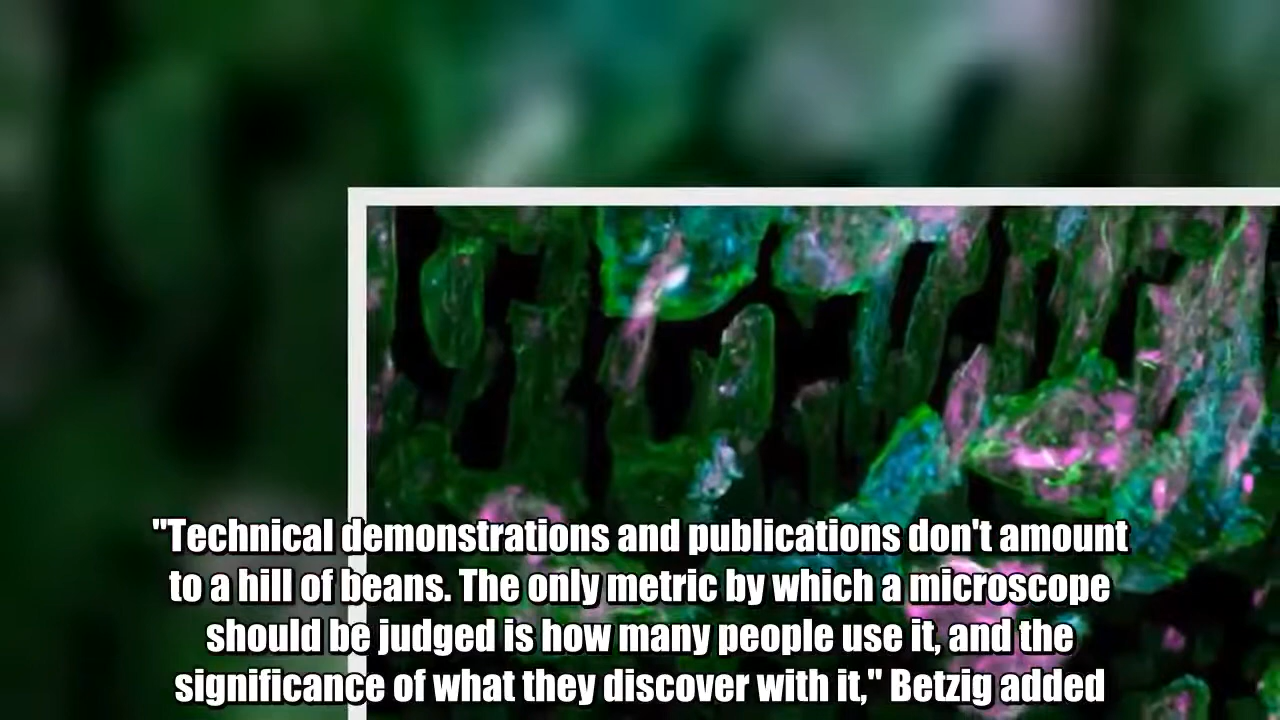 "Technical demonstrations and publications don't amount
to a hill of beans. The only metric by which a microscope
should be judged is how many people use it, and the
significance of what they discover with it," Betzig added